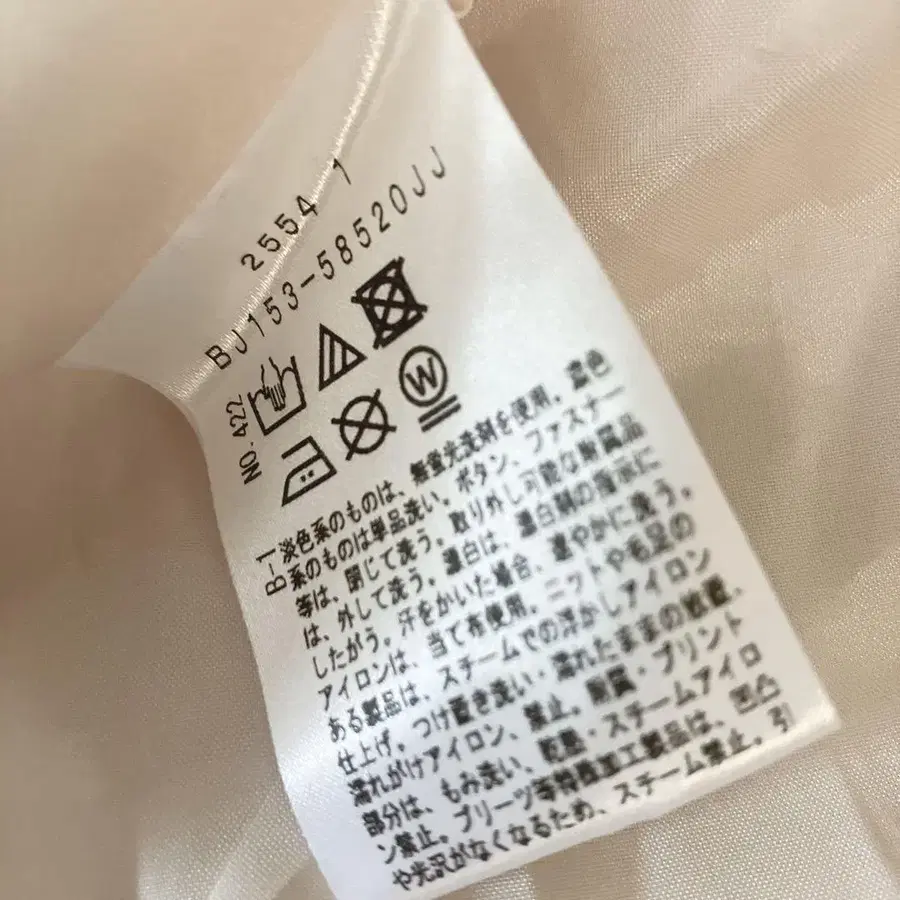 2554 1
BJ153-58520JJ
NO.422
W
B-1
淡色系のものは、無蛍光洗剤を使用。濃色
系のものは単品洗い。ボタン、ファスナー
等は、閉じて洗う。取り外し可能な附属品
は、外して洗う。漂白は、漂白剤の指示に
したがう。汗をかいた場合、速やかに洗う。
アイロンは、当て布使用。ニットや毛足の
ある製品は、スチームでの浮かしアイロン
仕上げ。つけ置き洗い・濡れたままの放置、
濡れがけアイロン、禁止。附属・プリント
部分は、もみ洗い、乾熱・スチームアイロ
ン禁止。プリーツ等特殊加工製品は、凹凸
や光沢がなくなるため、スチーム禁止。引